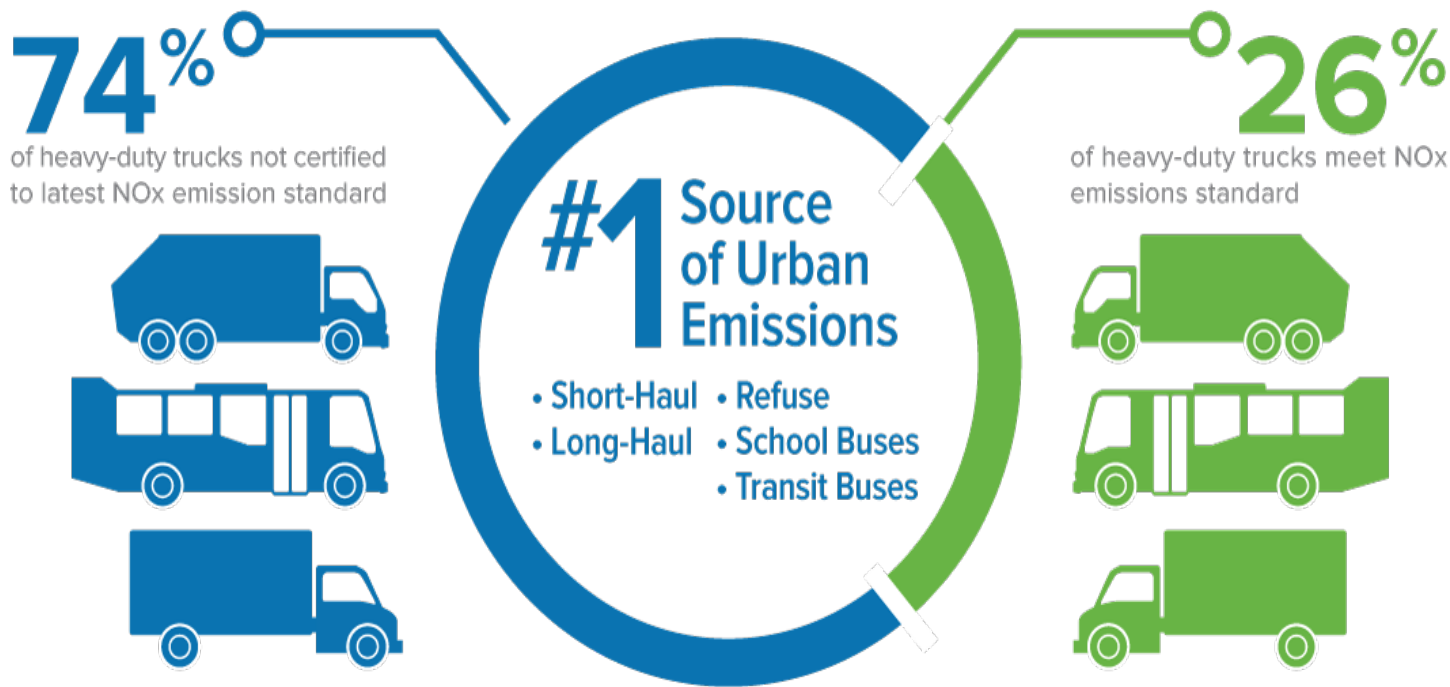 74%
of heavy-duty trucks not certified
to latest NOx emission standard
#1 Source
of Urban
Emissions
• Short-Haul
• Long-Haul
• Refuse
• School Buses
• Transit Buses
26%
of heavy-duty trucks meet NOx
emissions standard